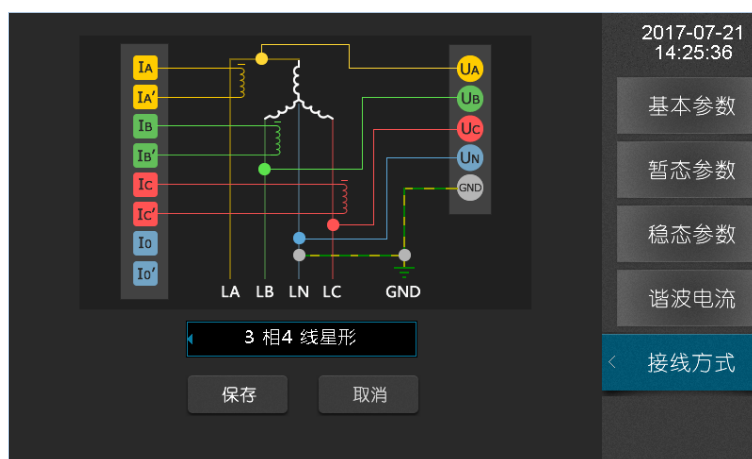 2017-07-21
14:25:36
IA
IA'
IB
IB'
IC
IC'
I0
I0'
UA
UB
UC
UN
GND
LA LB LN LC GND
3 相4 线星形
保存 取消
基本参数
暂态参数
稳态参数
谐波电流
接线方式